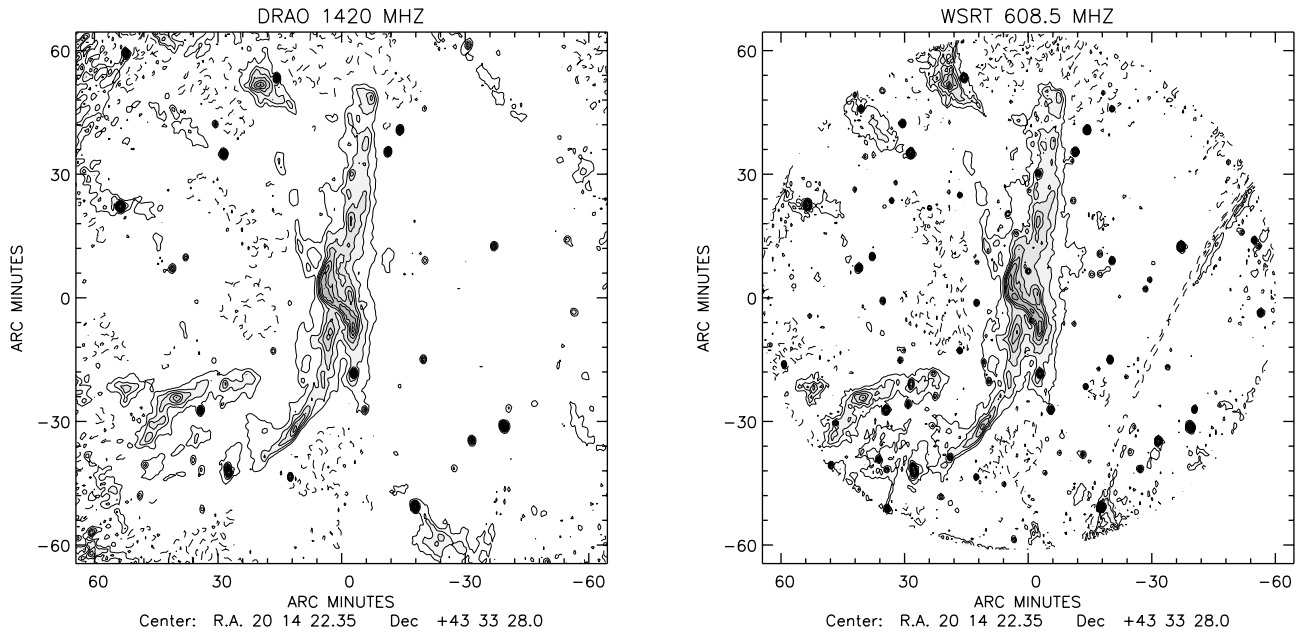 DRAO 1420 MHZ
60
30
0
−30
−60
ARC MINUTES
60 30 0 −30 −60
ARC MINUTES
Center: R.A. 20 14 22.35 Dec +43 33 28.0
WSRT 608.5 MHZ
60
30
0
−30
−60
ARC MINUTES
60 30 0 −30 −60
ARC MINUTES
Center: R.A. 20 14 22.35 Dec +43 33 28.0